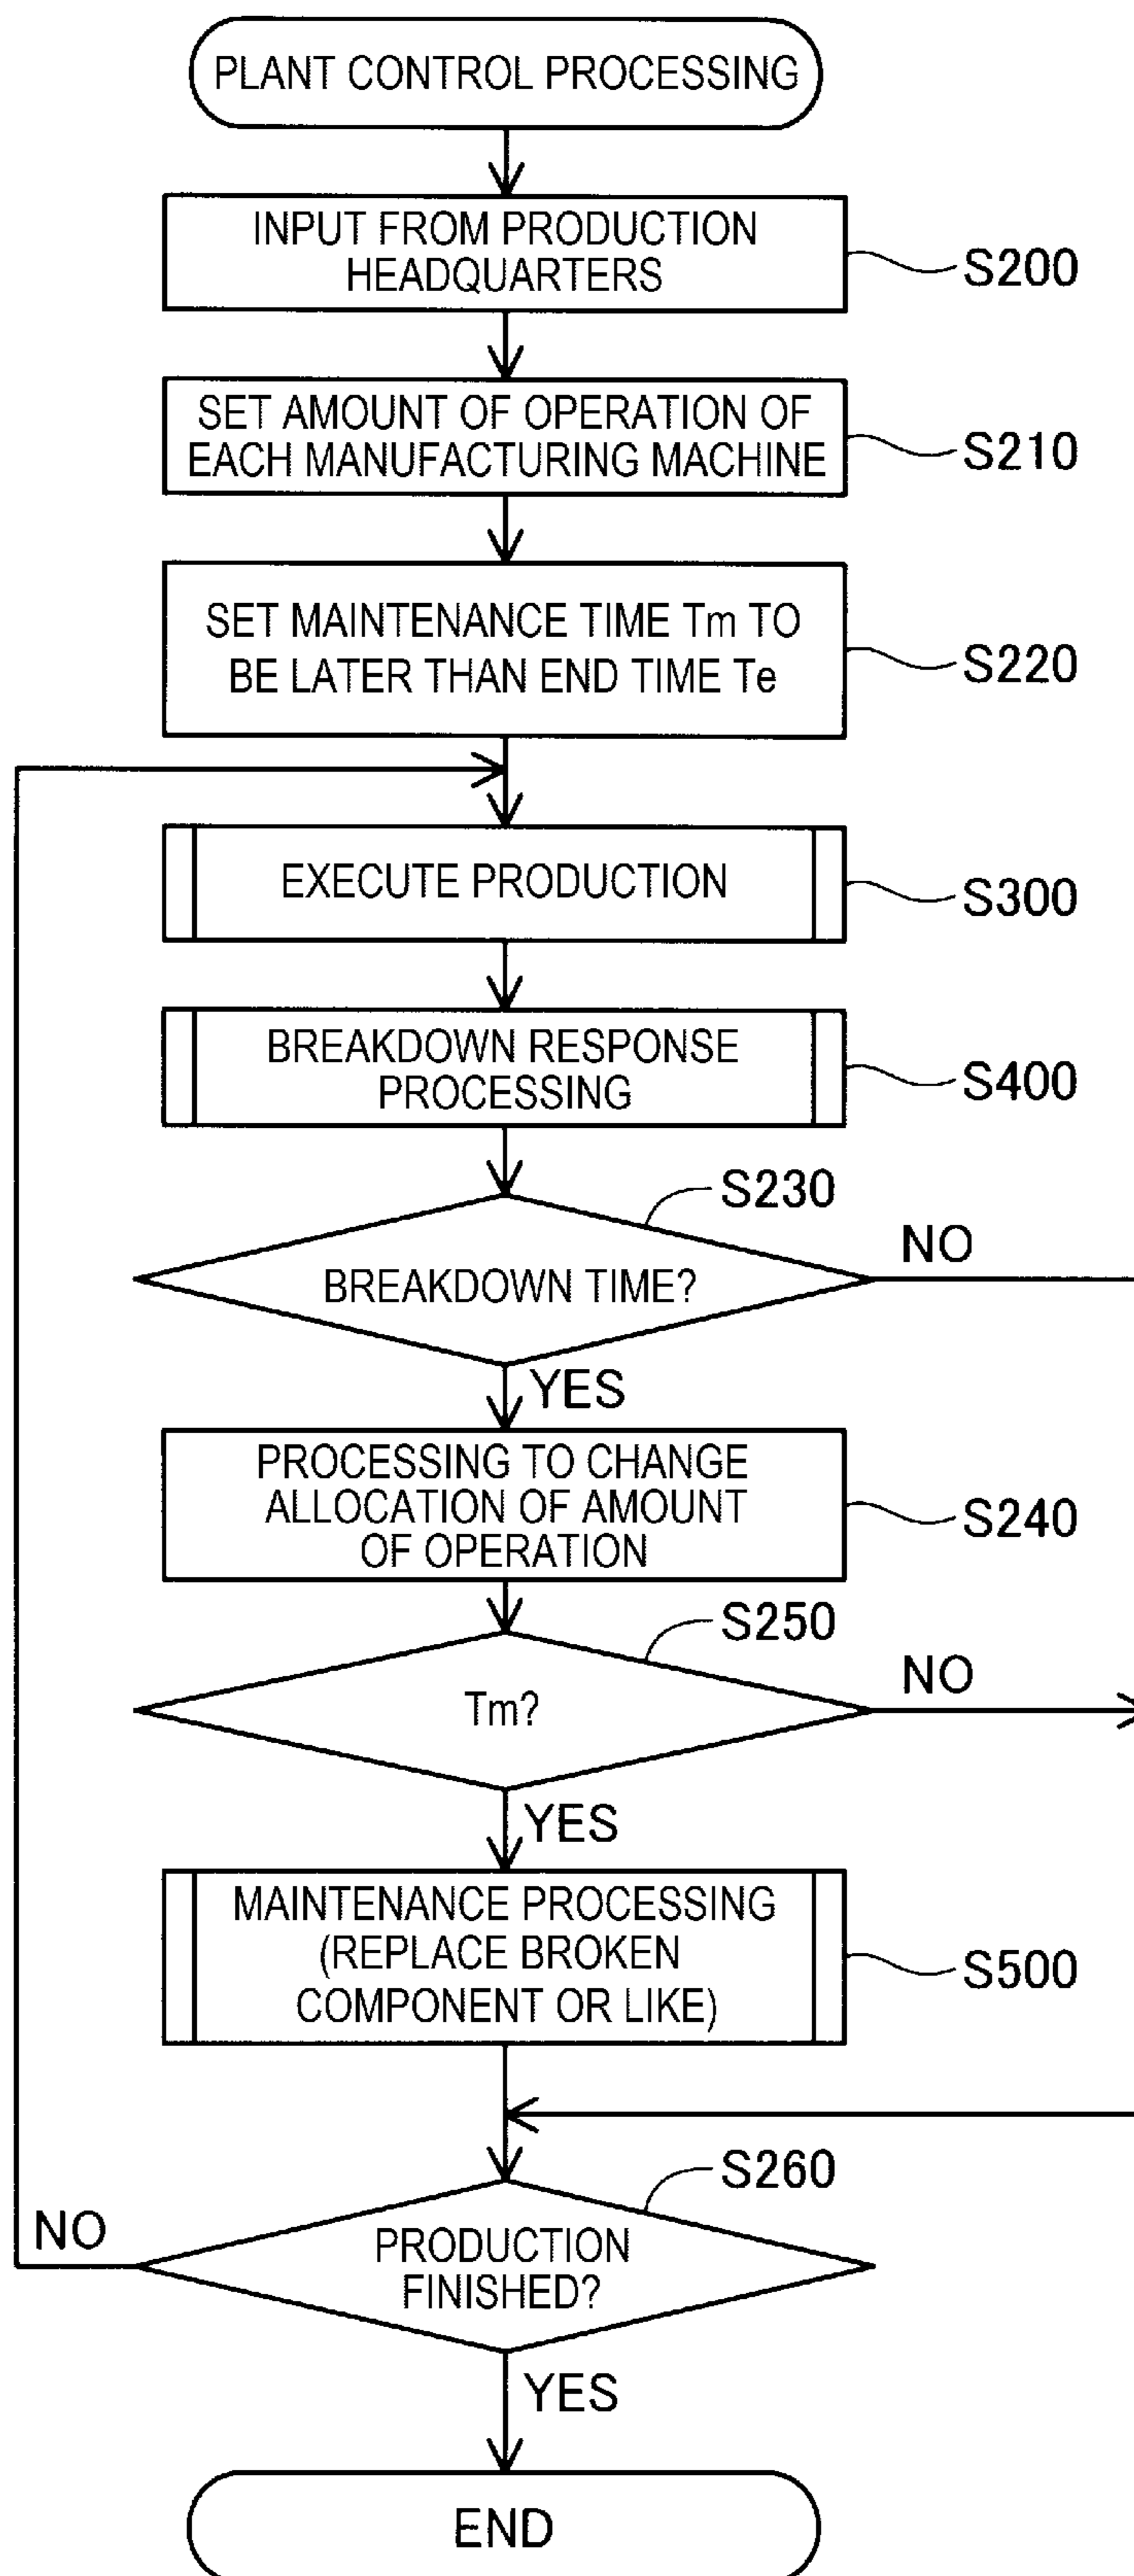 PLANT CONTROL PROCESSING
INPUT FROM PRODUCTION
HEADQUARTERS
S200
SET AMOUNT OF OPERATION OF
EACH MANUFACTURING MACHINE
S210
SET MAINTENANCE TIME Tm TO
BE LATER THAN END TIME Te
S220
EXECUTE PRODUCTION
S300
BREAKDOWN RESPONSE
PROCESSING
S400
S230
NO
BREAKDOWN TIME?
YES
PROCESSING TO CHANGE
ALLOCATION OF AMOUNT
OF OPERATION
S240
S250
NO
Tm?
YES
MAINTENANCE PROCESSING
(REPLACE BROKEN
COMPONENT OR LIKE)
S500
S260
NO
PRODUCTION
FINISHED?
YES
END